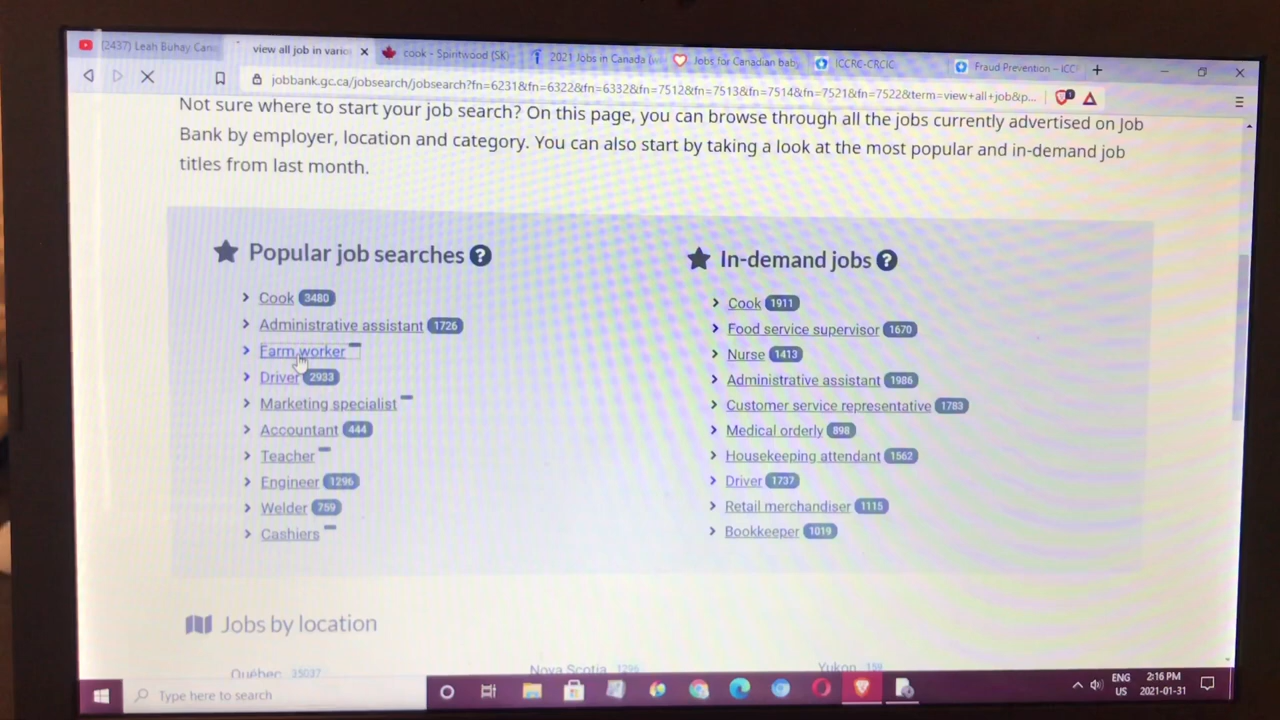 (2437) Leah Buhay Can
view all job in vario
cook - Spiritwood (SK)
2021 Jobs in Canada (w
Jobs for Canadian bab
ICCRC-CRCIC
Fraud Prevention – ICC
jobbank.gc.ca/jobsearch/jobsearch?fn=6231&fn=6322&fn=6332&fn=7512&fn=7513&fn=7514&fn=7521&fn=7522&term=view+all+job&p...
Not sure where to start your job search? On this page, you can browse through all the jobs currently advertised on Job
Bank by employer, location and category. You can also start by taking a look at the most popular and in-demand job
titles from last month.
Popular job searches ?
Cook 3480
Administrative assistant 1726
Farm worker
Driver 2933
Marketing specialist
Accountant 444
Teacher
Engineer 1296
Welder 759
Cashiers
In-demand jobs ?
Cook 1911
Food service supervisor 1670
Nurse 1413
Administrative assistant 1986
Customer service representative 1783
Medical orderly 898
Housekeeping attendant 1562
Driver 1737
Retail merchandiser 1115
Bookkeeper 1019
Jobs by location
Québec 35037
Nova Scotia 1296
Yukon 159
Type here to search
ENG
US
2:16 PM
2021-01-31